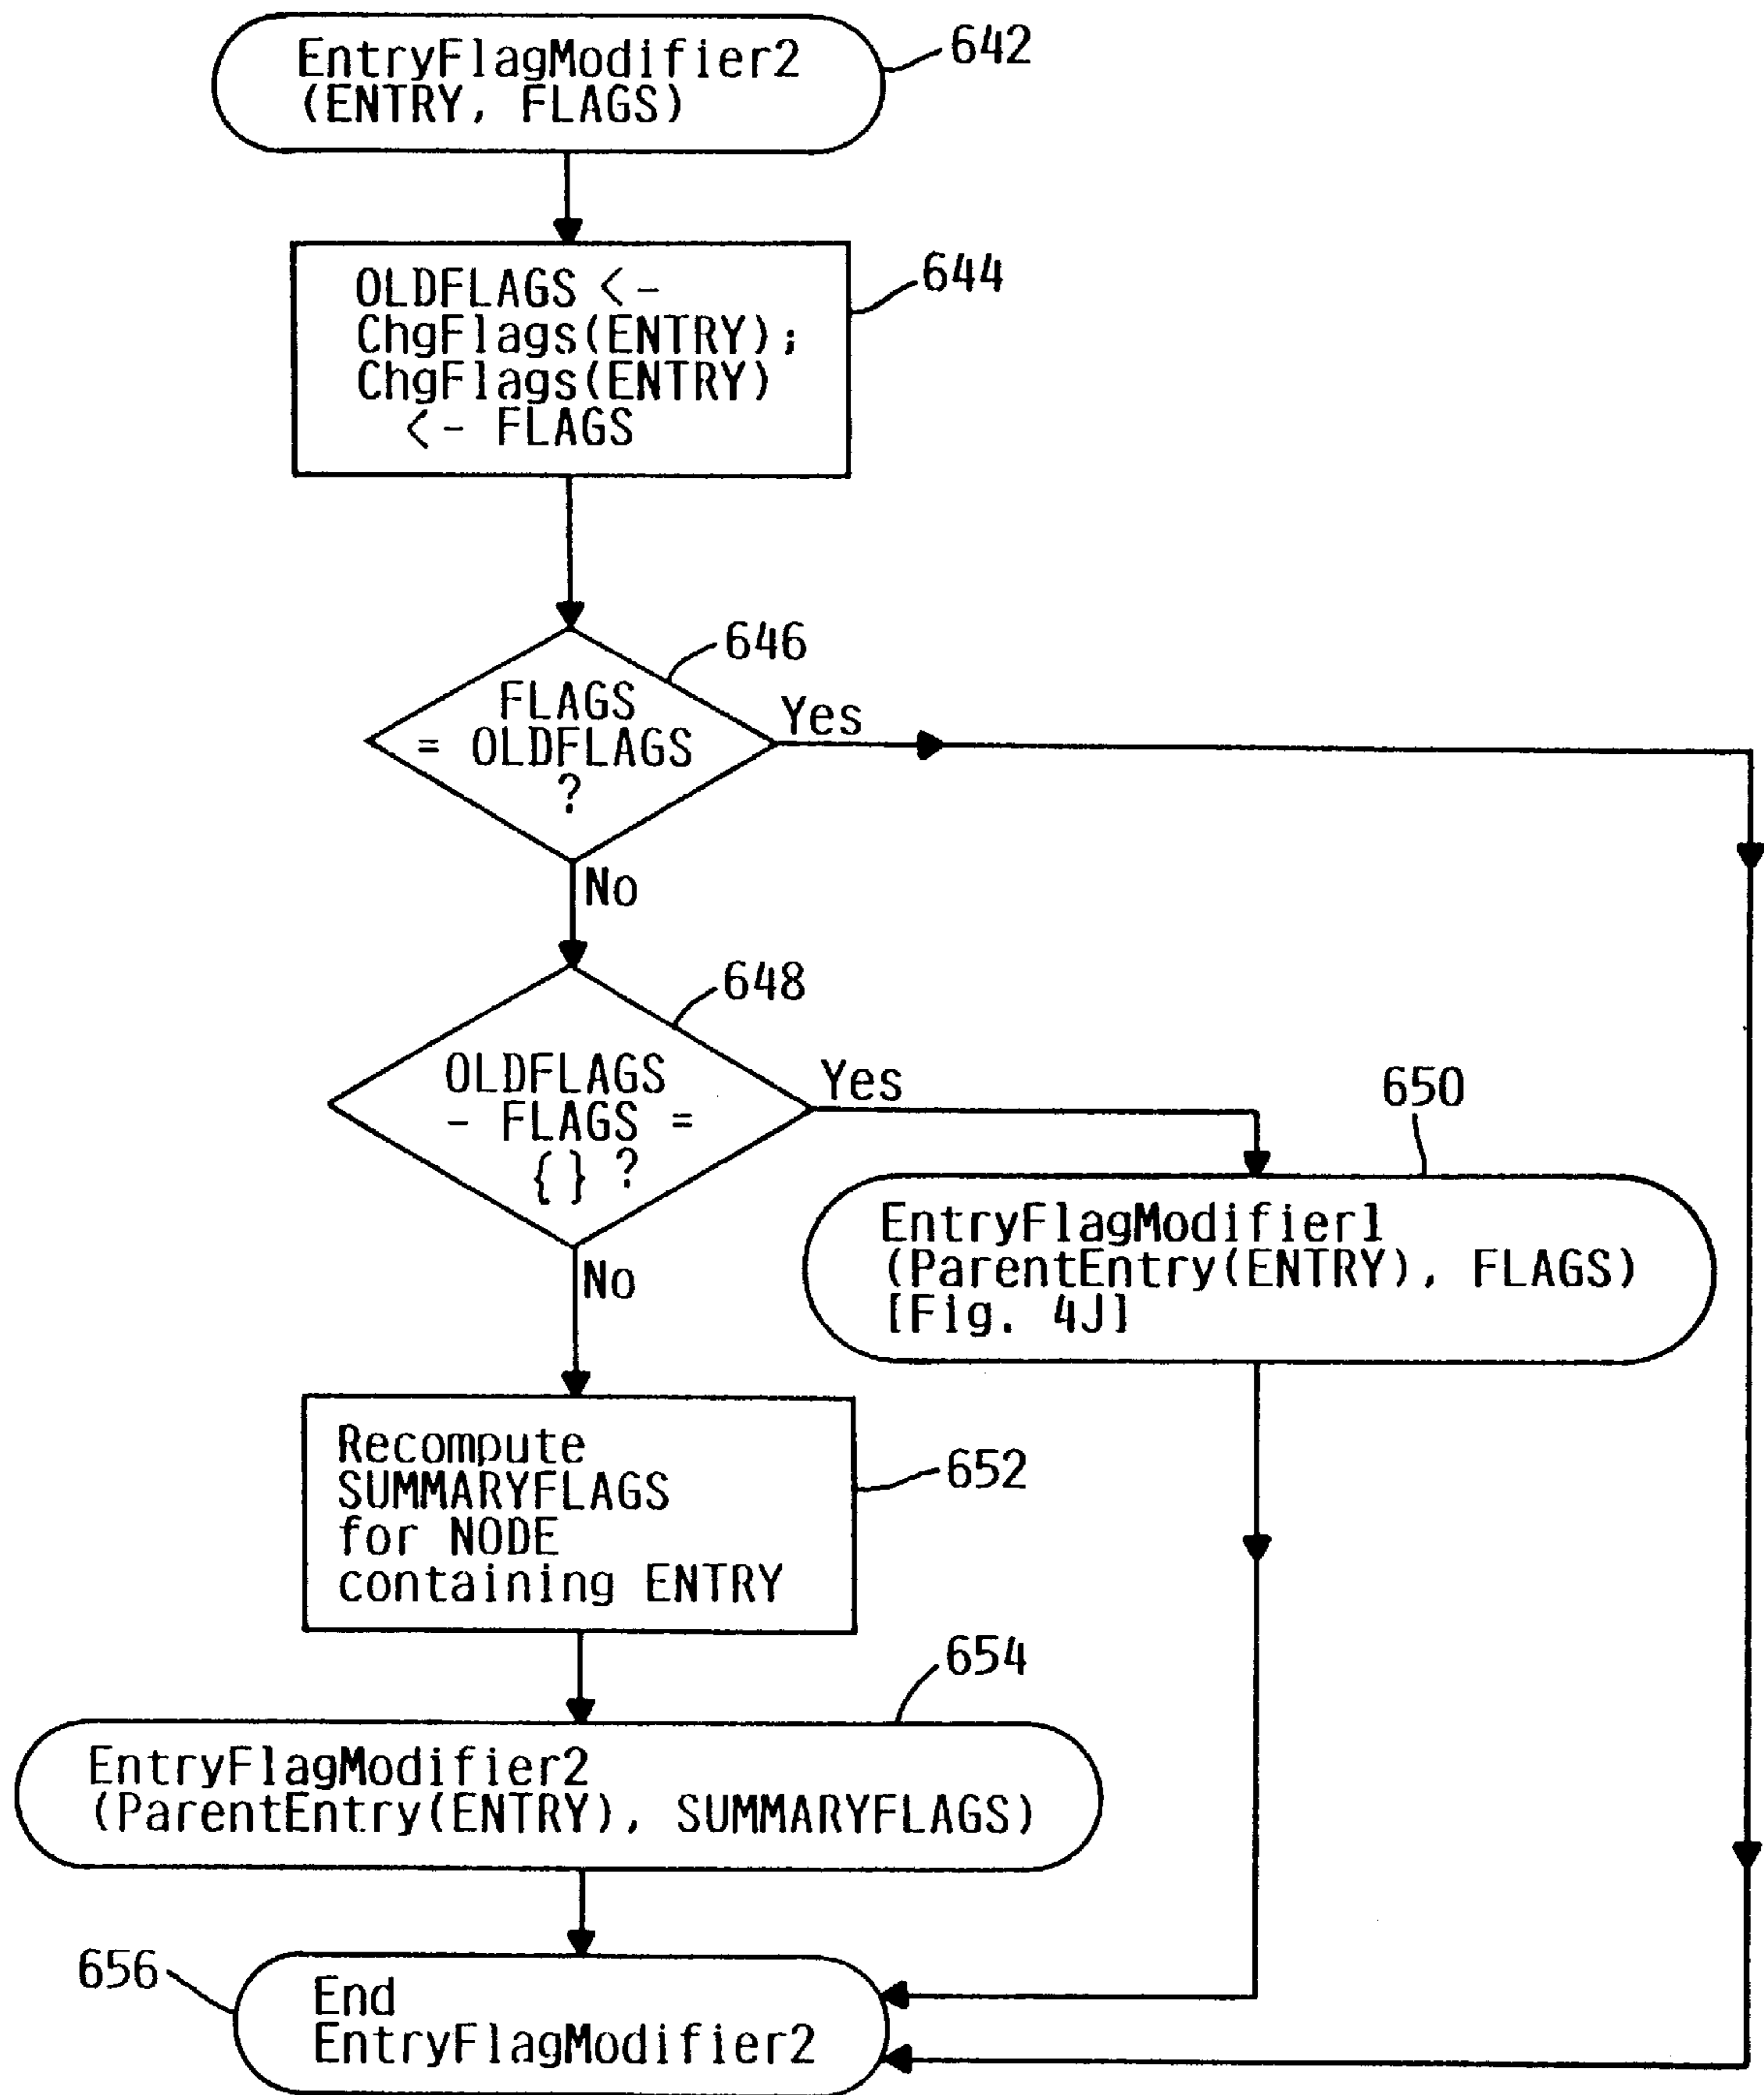 EntryFlagModifier2
(ENTRY, FLAGS)
642
OLDFLAGS <-
ChgFlags(ENTRY);
ChgFlags(ENTRY)
<- FLAGS
644
646
FLAGS
= OLDFLAGS
?
Yes
No
648
OLDFLAGS
- FLAGS =
{} ?
Yes
No
650
EntryFlagModifier1
(ParentEntry(ENTRY), FLAGS)
[Fig. 4J]
Recompute
SUMMARYFLAGS
for NODE
containing ENTRY
652
654
EntryFlagModifier2
(ParentEntry(ENTRY), SUMMARYFLAGS)
656
End
EntryFlagModifier2